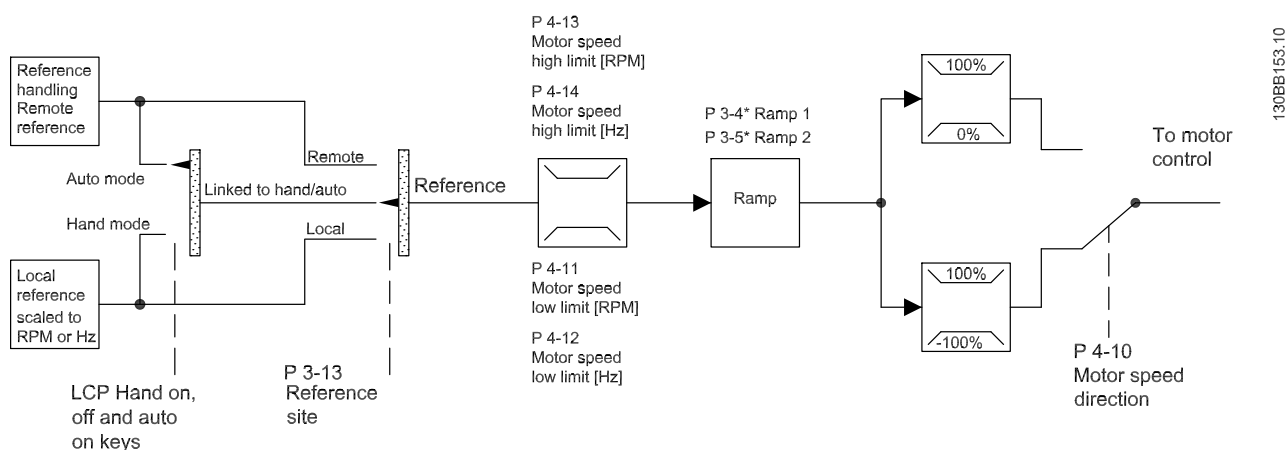 Reference
handling
Remote
reference
Auto mode
Hand mode
Local
reference
scaled to
RPM or Hz
LCP Hand on,
off and auto
on keys
Remote
Linked to hand/auto
Local
P 3-13
Reference
site
Reference
P 4-13
Motor speed
high limit [RPM]
P 4-14
Motor speed
high limit [Hz]
P 4-11
Motor speed
low limit [RPM]
P 4-12
Motor speed
low limit [Hz]
P 3-4* Ramp 1
P 3-5* Ramp 2
Ramp
100%
0%
100%
-100%
To motor
control
P 4-10
Motor speed
direction
130BB153.10